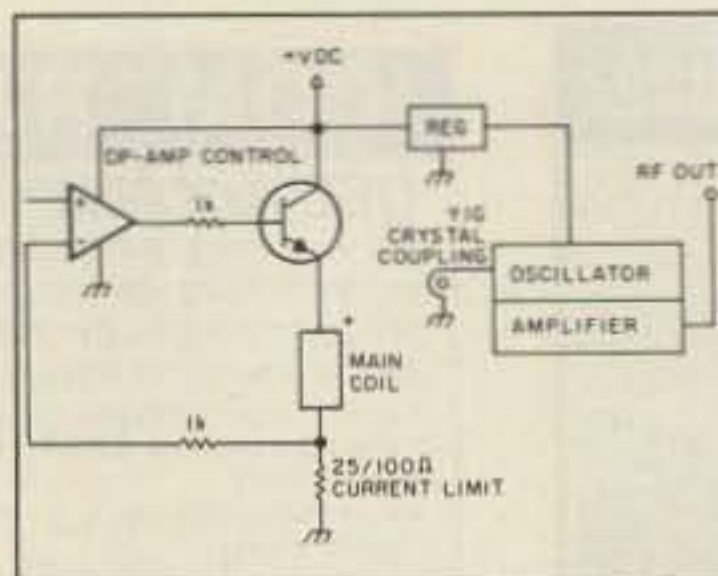 +VDC
OP-AMP CONTROL
REG
RF OUT
+
-
1k
YIG
CRYSTAL
COUPLING
OSCILLATOR
AMPLIFIER
+
MAIN
COIL
1k
25/100Ω
CURRENT LIMIT